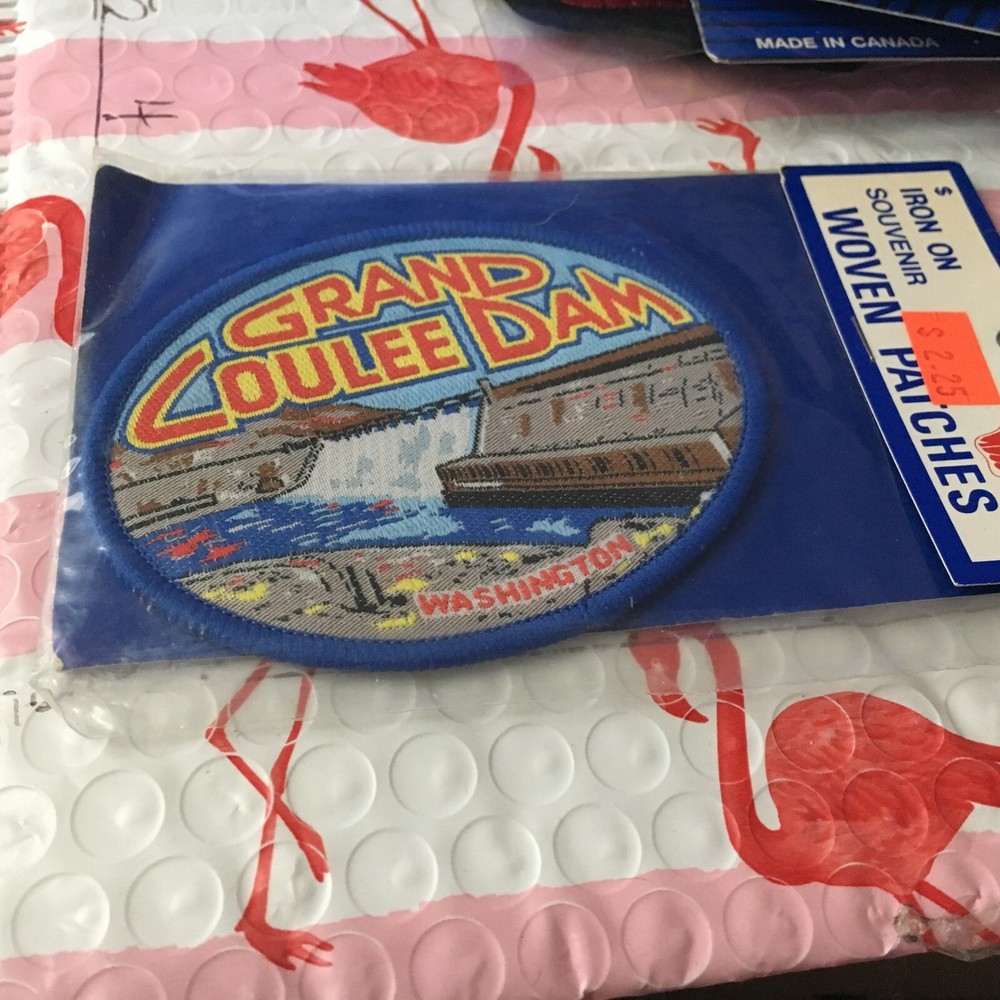 MADE IN CANADA
GRAND
COULEE DAM
WASHINGTON
$
IRON ON
SOUVENIR
WOVEN PATCHES
$ 2.25